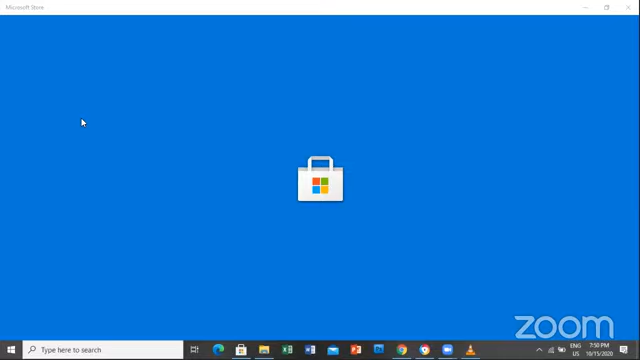 Microsoft Store
zoom
Type here to search
ENG
US
7:50 PM
10/15/2020